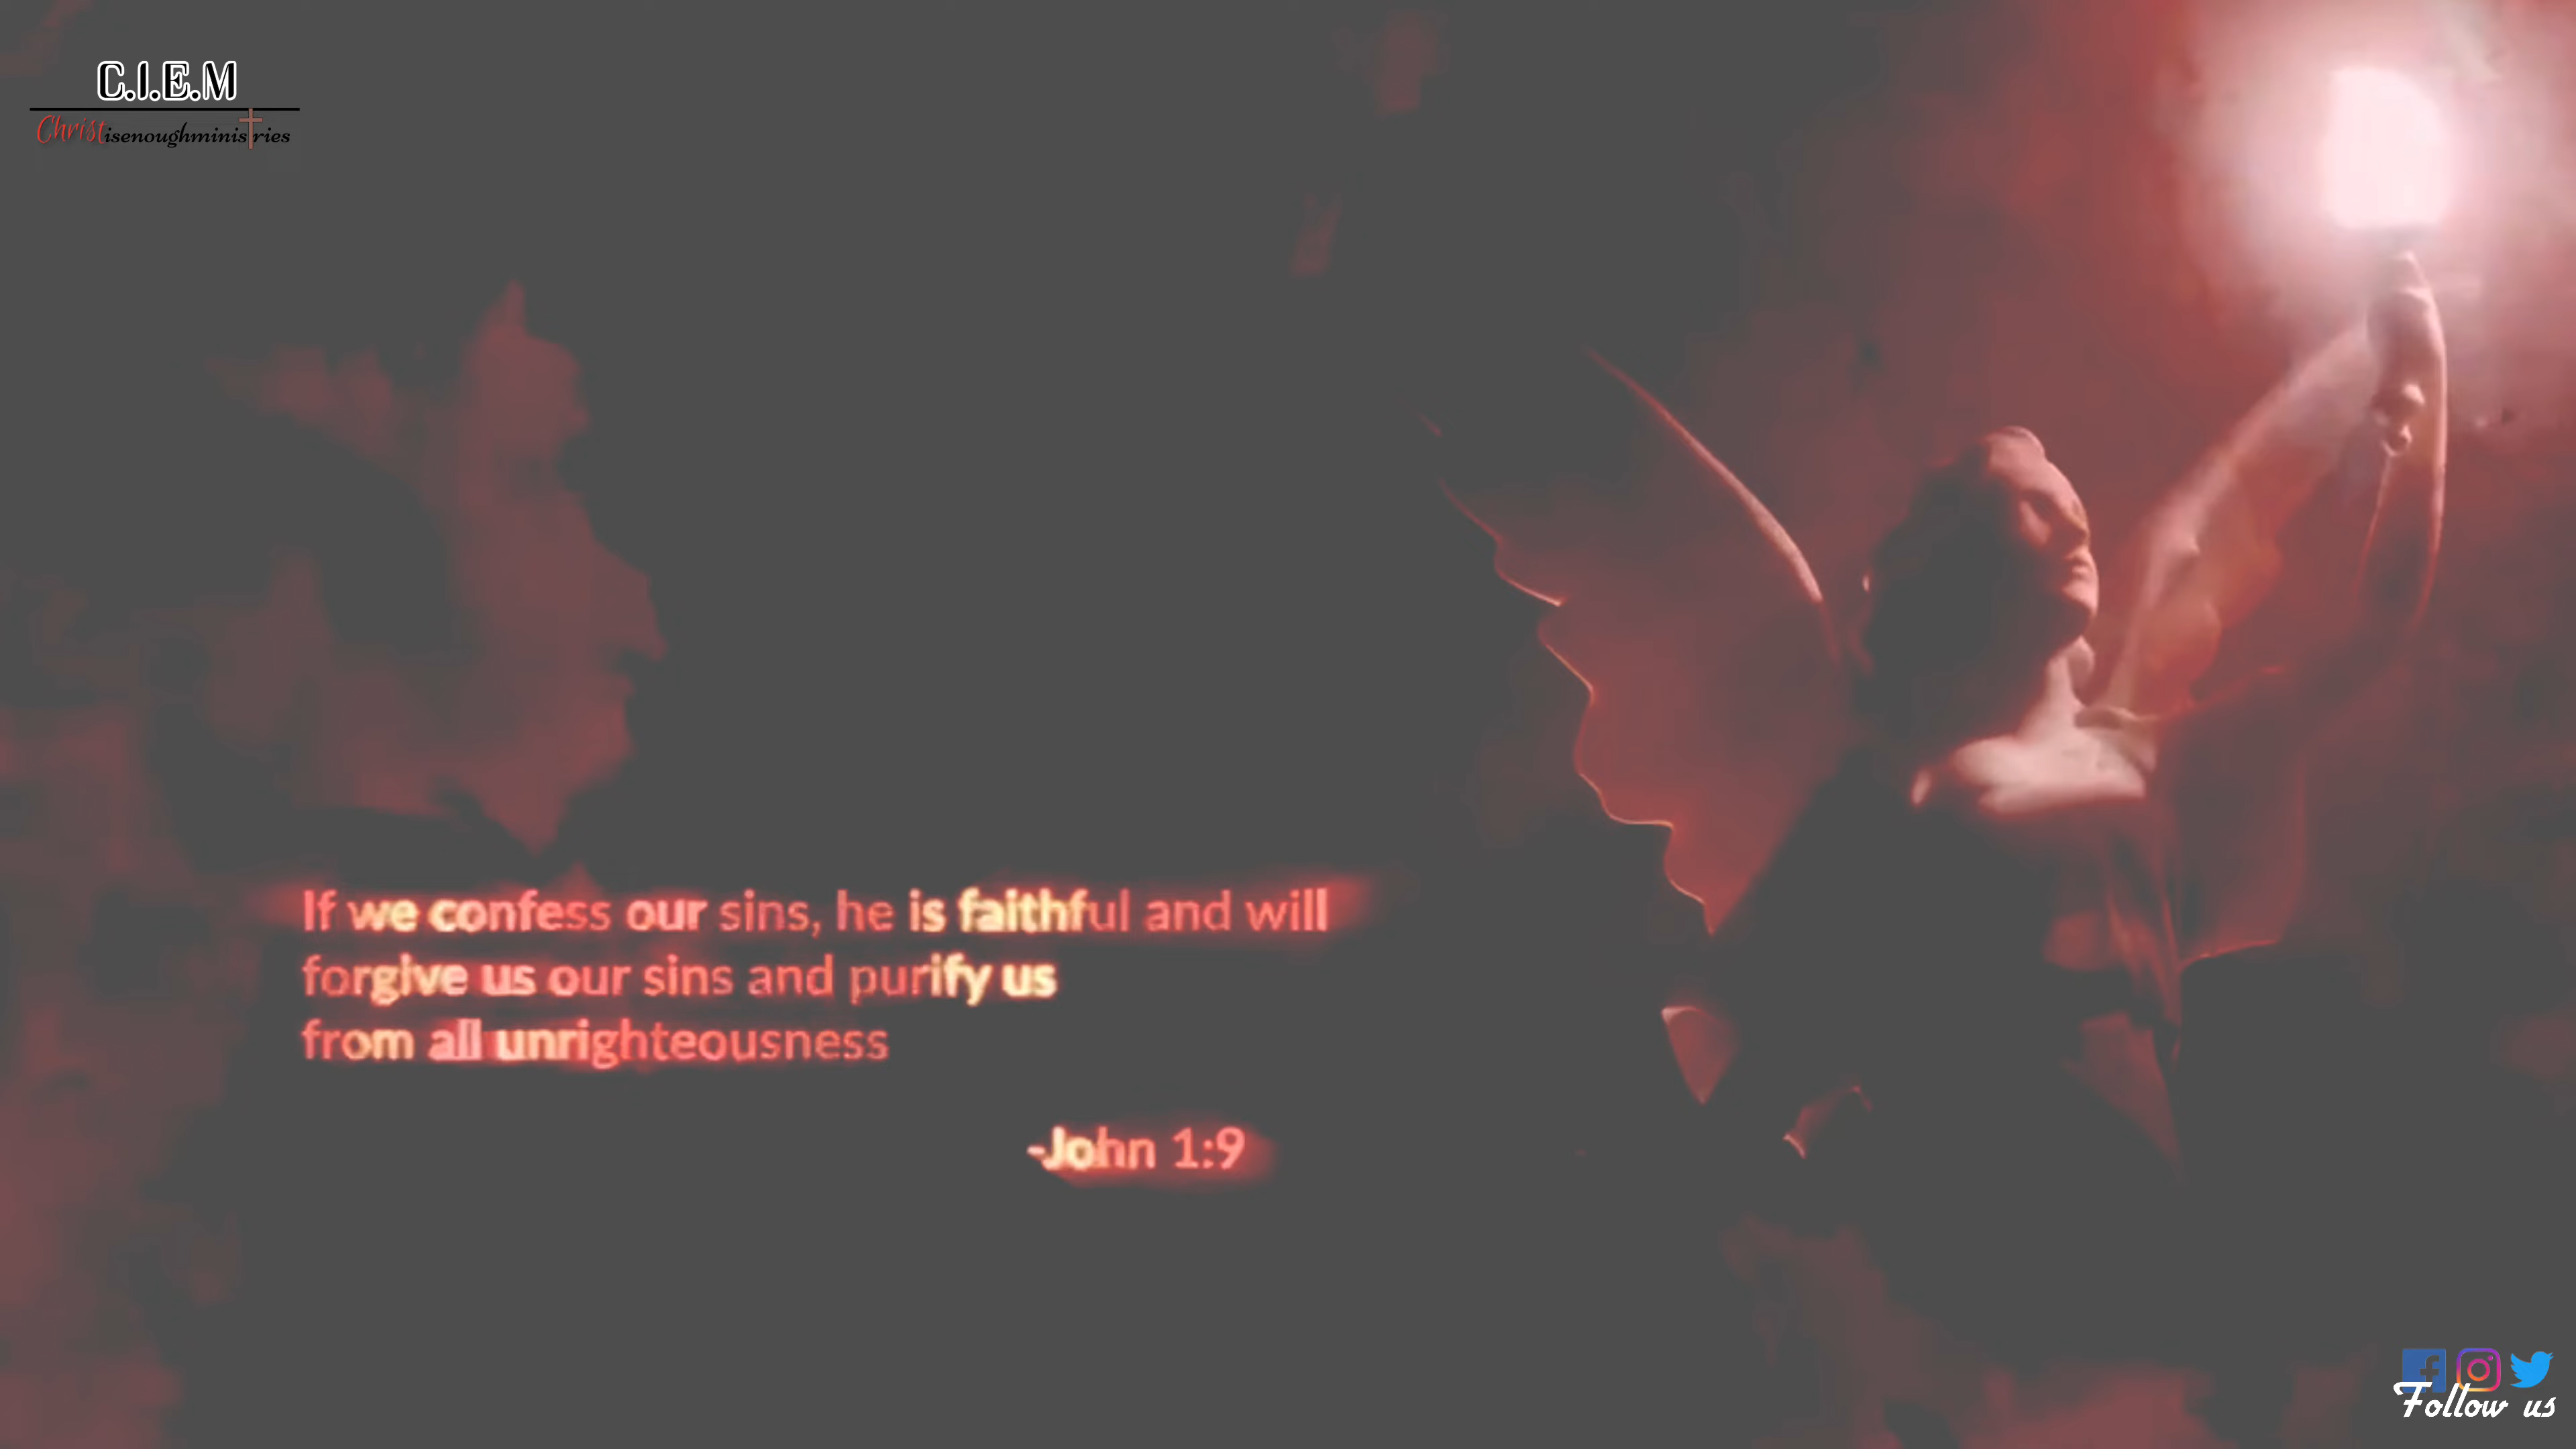 C.I.E.M
Christisenoughministries
If we confess our sins, he is faithful and will
forgive us our sins and purify us
from all unrighteousness
-John 1:9
Follow us